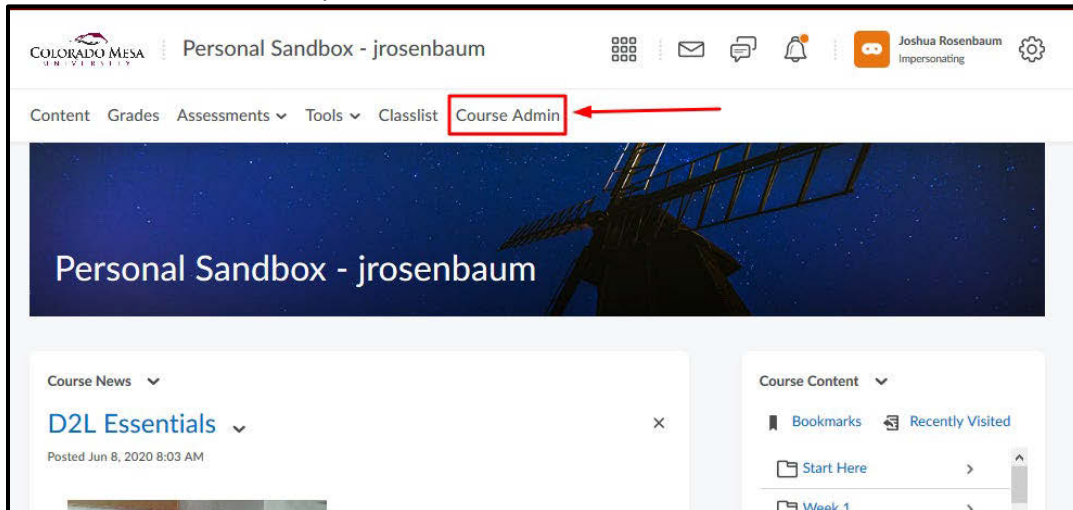 COLORADO MESA
UNIVERSITY
Personal Sandbox - jrosenbaum
Joshua Rosenbaum
Impersonating
Content Grades Assessments Tools Classlist Course Admin
Personal Sandbox - jrosenbaum
Course News
D2L Essentials
Posted Jun 8, 2020 8:03 AM
Course Content
Bookmarks Recently Visited
Start Here
Week 1